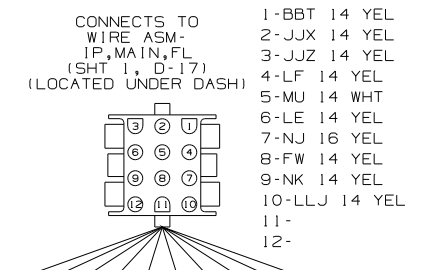 CONNECTS TO
WIRE ASM-
IP,MAIN,FL
(SHT 1, D-17)
(LOCATED UNDER DASH)
1-BBT 14 YEL
2-JJX 14 YEL
3-JJZ 14 YEL
4-LF 14 YEL
5-MU 14 WHT
6-LE 14 YEL
7-NJ 16 YEL
8-FW 14 YEL
9-NK 14 YEL
10-LLJ 14 YEL
11-
12-
3 2 1
6 5 4
9 8 7
12 11 10